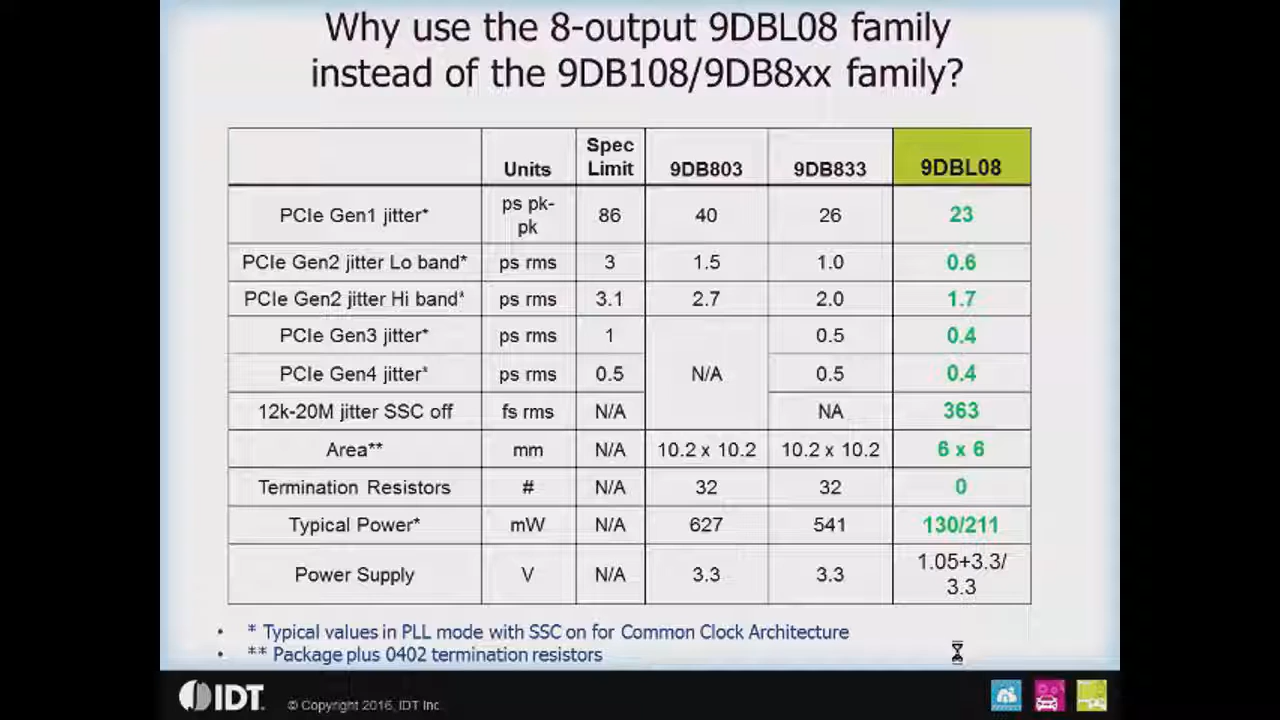 Why use the 8-output 9DBL08 family
instead of the 9DB108/9DB8xx family?
Units Spec Limit 9DB803 9DB833 9DBL08
PCIe Gen1 jitter* ps pk-pk 86 40 26 23
PCIe Gen2 jitter Lo band* ps rms 3 1.5 1.0 0.6
PCIe Gen2 jitter Hi band* ps rms 3.1 2.7 2.0 1.7
PCIe Gen3 jitter* ps rms 1 0.5 0.4
PCIe Gen4 jitter* ps rms 0.5 N/A 0.5 0.4
12k-20M jitter SSC off fs rms N/A NA 363
Area** mm N/A 10.2 x 10.2 10.2 x 10.2 6 x 6
Termination Resistors # N/A 32 32 0
Typical Power* mW N/A 627 541 130/211
Power Supply V N/A 3.3 3.3 1.05+3.3/3.3
• * Typical values in PLL mode with SSC on for Common Clock Architecture
• ** Package plus 0402 termination resistors
IDT. © Copyright 2016, IDT Inc.